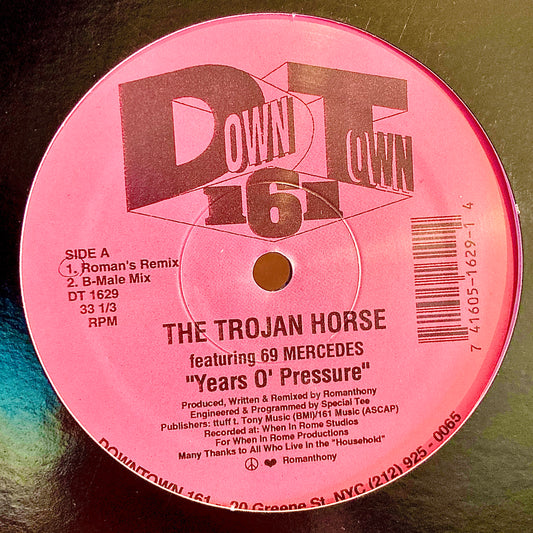 DOWN TOWN
161
SIDE A
1. Roman's Remix
2. B-Male Mix
DT 1629
33 1/3
RPM
THE TROJAN HORSE
featuring 69 MERCEDES
"Years O' Pressure"
Produced, Written & Remixed by Romanthony
Engineered & Programmed by Special Tee
Publishers: ttuff t. Tony Music (BMI)/161 Music (ASCAP)
Recorded at: When In Rome Studios
For When In Rome Productions
Many Thanks to All Who Live in the "Household"
☮ ❤ Romanthony
7 41605-1629-1 4
DOWNTOWN 161 - 20 Greene St. NYC (212) 925 - 0065